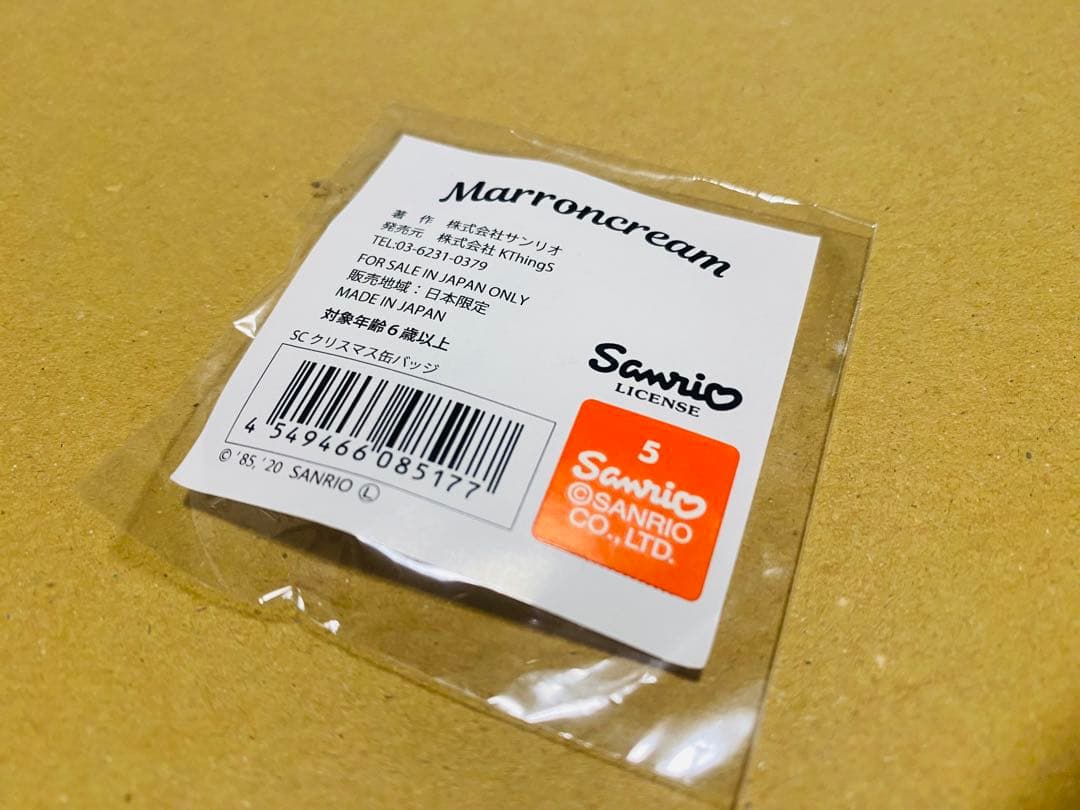 Marroncream
著 作 株式会社サンリオ
発売元 株式会社 KThingS
TEL:03-6231-0379
FOR SALE IN JAPAN ONLY
販売地域：日本限定
MADE IN JAPAN
対象年齢６歳以上
SC クリスマス缶バッジ
4 549466 085177
© '85, '20 SANRIO Ⓛ
Sanrio
LICENSE
5
Sanrio
©SANRIO
CO., LTD.